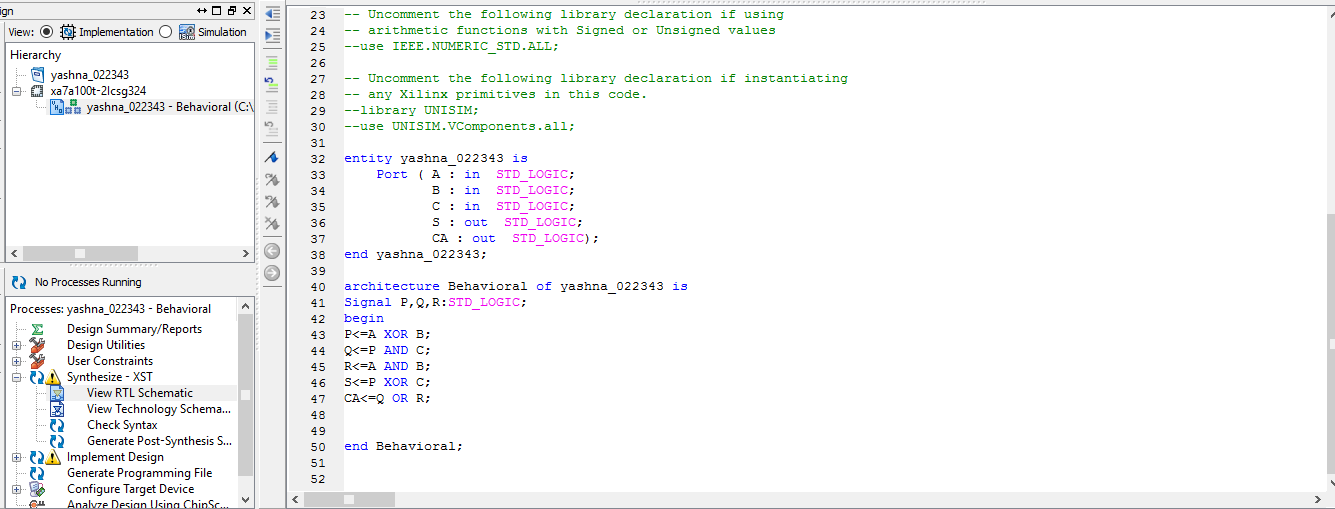 ign
View: Implementation Simulation
Hierarchy
yashna_022343
xa7a100t-2lcsg324
yashna_022343 - Behavioral (C:\
No Processes Running
Processes: yashna_022343 - Behavioral
Design Summary/Reports
Design Utilities
User Constraints
Synthesize - XST
View RTL Schematic
View Technology Schema...
Check Syntax
Generate Post-Synthesis S...
Implement Design
Generate Programming File
Configure Target Device
Analyze Design Using ChipSc...
23 -- Uncomment the following library declaration if using
24 -- arithmetic functions with Signed or Unsigned values
25 --use IEEE.NUMERIC_STD.ALL;
26
27 -- Uncomment the following library declaration if instantiating
28 -- any Xilinx primitives in this code.
29 --library UNISIM;
30 --use UNISIM.VComponents.all;
31
32 entity yashna_022343 is
33     Port ( A : in  STD_LOGIC;
34            B : in  STD_LOGIC;
35            C : in  STD_LOGIC;
36            S : out  STD_LOGIC;
37            CA : out  STD_LOGIC);
38 end yashna_022343;
39
40 architecture Behavioral of yashna_022343 is
41 Signal P,Q,R:STD_LOGIC;
42 begin
43 P<=A XOR B;
44 Q<=P AND C;
45 R<=A AND B;
46 S<=P XOR C;
47 CA<=Q OR R;
48
49
50 end Behavioral;
51
52